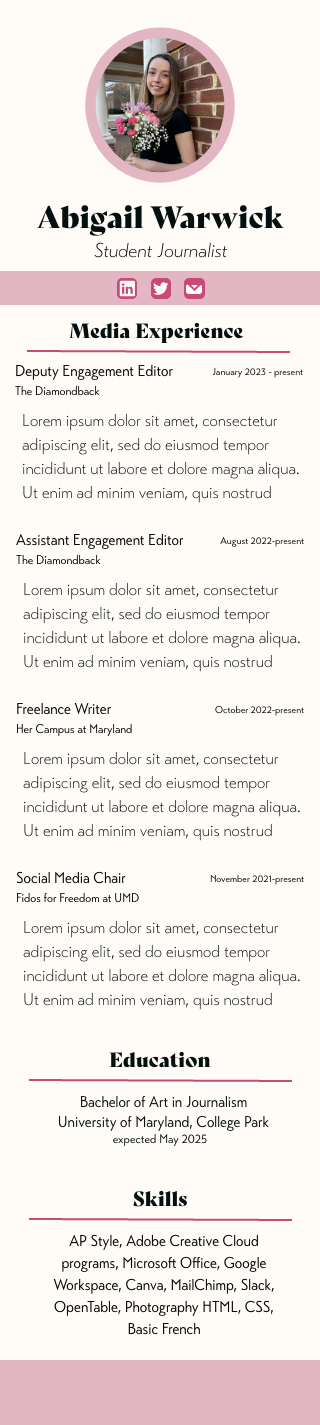 Abigail Warwick
Student Journalist
in
Media Experience
Deputy Engagement Editor January 2023 - present
The Diamondback
Lorem ipsum dolor sit amet, consectetur
adipiscing elit, sed do eiusmod tempor
incididunt ut labore et dolore magna aliqua.
Ut enim ad minim veniam, quis nostrud
Assistant Engagement Editor August 2022-present
The Diamondback
Lorem ipsum dolor sit amet, consectetur
adipiscing elit, sed do eiusmod tempor
incididunt ut labore et dolore magna aliqua.
Ut enim ad minim veniam, quis nostrud
Freelance Writer October 2022-present
Her Campus at Maryland
Lorem ipsum dolor sit amet, consectetur
adipiscing elit, sed do eiusmod tempor
incididunt ut labore et dolore magna aliqua.
Ut enim ad minim veniam, quis nostrud
Social Media Chair November 2021-present
Fidos for Freedom at UMD
Lorem ipsum dolor sit amet, consectetur
adipiscing elit, sed do eiusmod tempor
incididunt ut labore et dolore magna aliqua.
Ut enim ad minim veniam, quis nostrud
Education
Bachelor of Art in Journalism
University of Maryland, College Park
expected May 2025
Skills
AP Style, Adobe Creative Cloud
programs, Microsoft Office, Google
Workspace, Canva, MailChimp, Slack,
OpenTable, Photography HTML, CSS,
Basic French